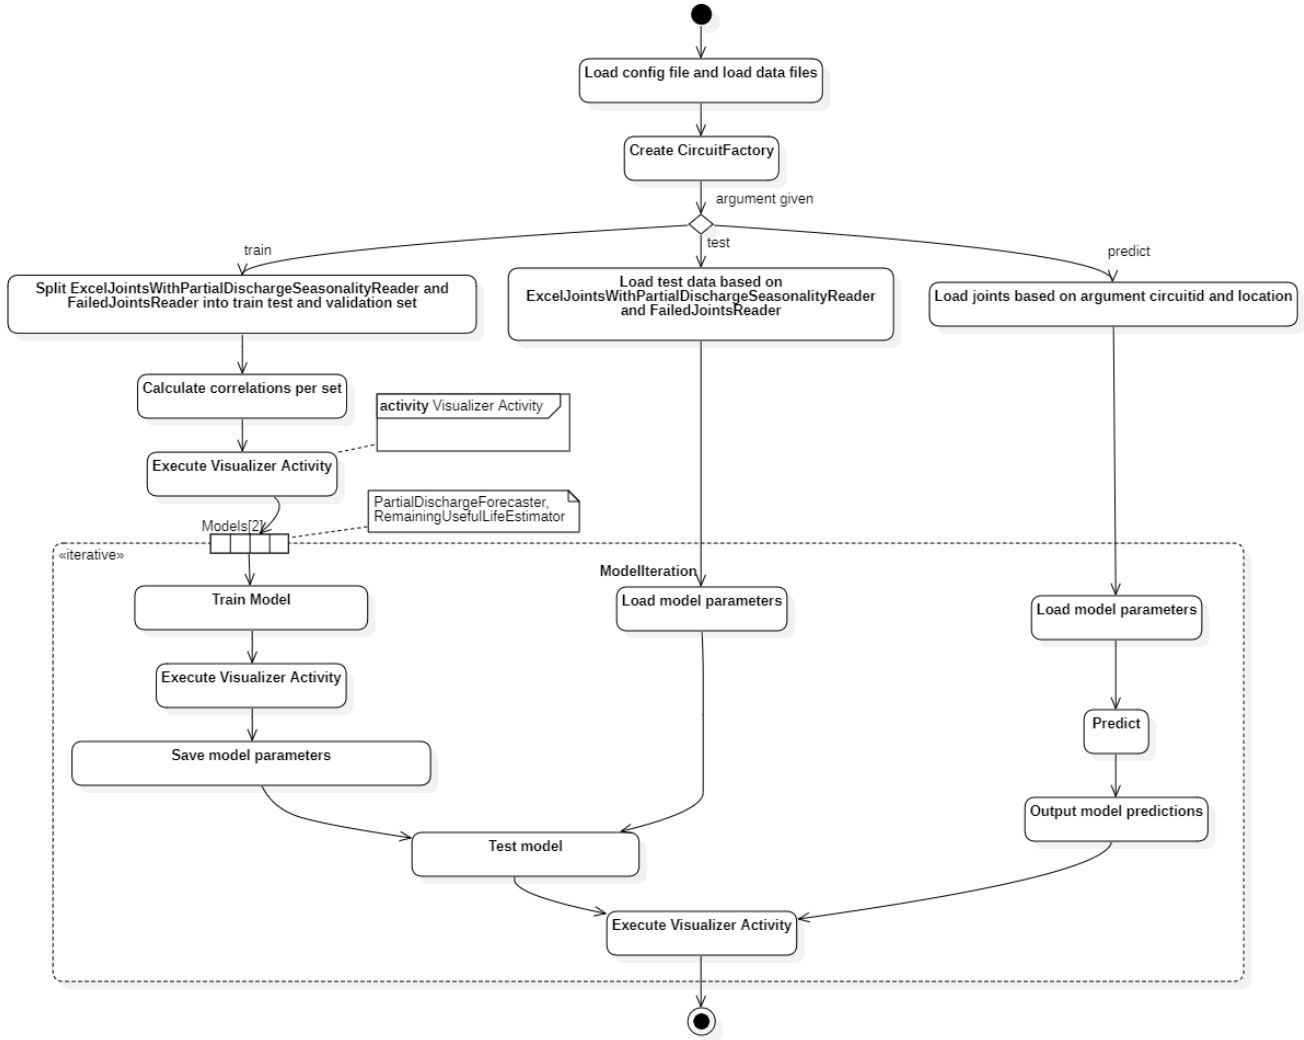 Load config file and load data files
Create CircuitFactory
argument given
train
test
predict
Split ExcelJointsWithPartialDischargeSeasonalityReader and
FailedJointsReader into train test and validation set
Load test data based on
ExcelJointsWithPartialDischargeSeasonalityReader
and FailedJointsReader
Load joints based on argument circuitid and location
Calculate correlations per set
activity Visualizer Activity
Execute Visualizer Activity
PartialDischargeForecaster,
RemainingUsefulLifeEstimator
Models[2]
«iterative»
ModelIteration
Train Model
Load model parameters
Load model parameters
Execute Visualizer Activity
Predict
Save model parameters
Output model predictions
Test model
Execute Visualizer Activity